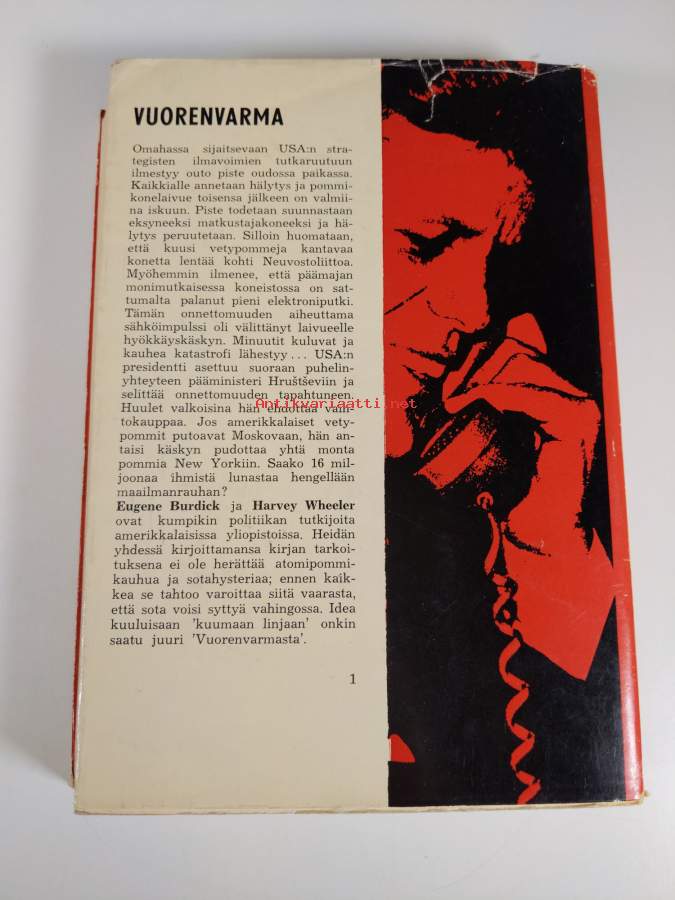 VUORENVARMA
Omahassa sijaitsevaan USA:n stra-
tegisten ilmavoimien tutkaruutuun
ilmestyy outo piste oudossa paikassa.
Kaikkialle annetaan hälytys ja pommi-
konelaivue toisensa jälkeen on valmii-
na iskuun. Piste todetaan suunnastaan
eksyneeksi matkustajakoneeksi ja hä-
lytys peruutetaan. Silloin huomataan,
että kuusi vetypommeja kantavaa
konetta lentää kohti Neuvostoliittoa.
Myöhemmin ilmenee, että päämajan
monimutkaisessa koneistossa on sat-
tumalta palanut pieni elektroniputki.
Tämän onnettomuuden aiheuttama
sähköimpulssi oli välittänyt laivueelle
hyökkäyskäskyn. Minuutit kuluvat ja
kauhea katastrofi lähestyy ... USA:n
presidentti asettuu suoraan puhelin-
yhteyteen pääministeri Hruštševiin ja
selittää onnettomuuden tapahtuneen.
Huulet valkoisina hän ehdottaa vaih-
tokauppaa. Jos amerikkalaiset vety-
pommit putoavat Moskovaan, hän an-
taisi käskyn pudottaa yhtä monta
pommia New Yorkiin. Saako 16 mil-
joonaa ihmistä lunastaa hengellään
maailmanrauhan?
Eugene Burdick ja Harvey Wheeler
ovat kumpikin politiikan tutkijoita
amerikkalaisissa yliopistoissa. Heidän
yhdessä kirjoittamansa kirjan tarkoi-
tuksena ei ole herättää atomipommi-
kauhua ja sotahysteriaa; ennen kaik-
kea se tahtoo varoittaa siitä vaarasta,
että sota voisi syttyä vahingossa. Idea
kuuluisaan 'kuumaan linjaan' onkin
saatu juuri 'Vuorenvarmasta'.
1
Antikvariaatti.net